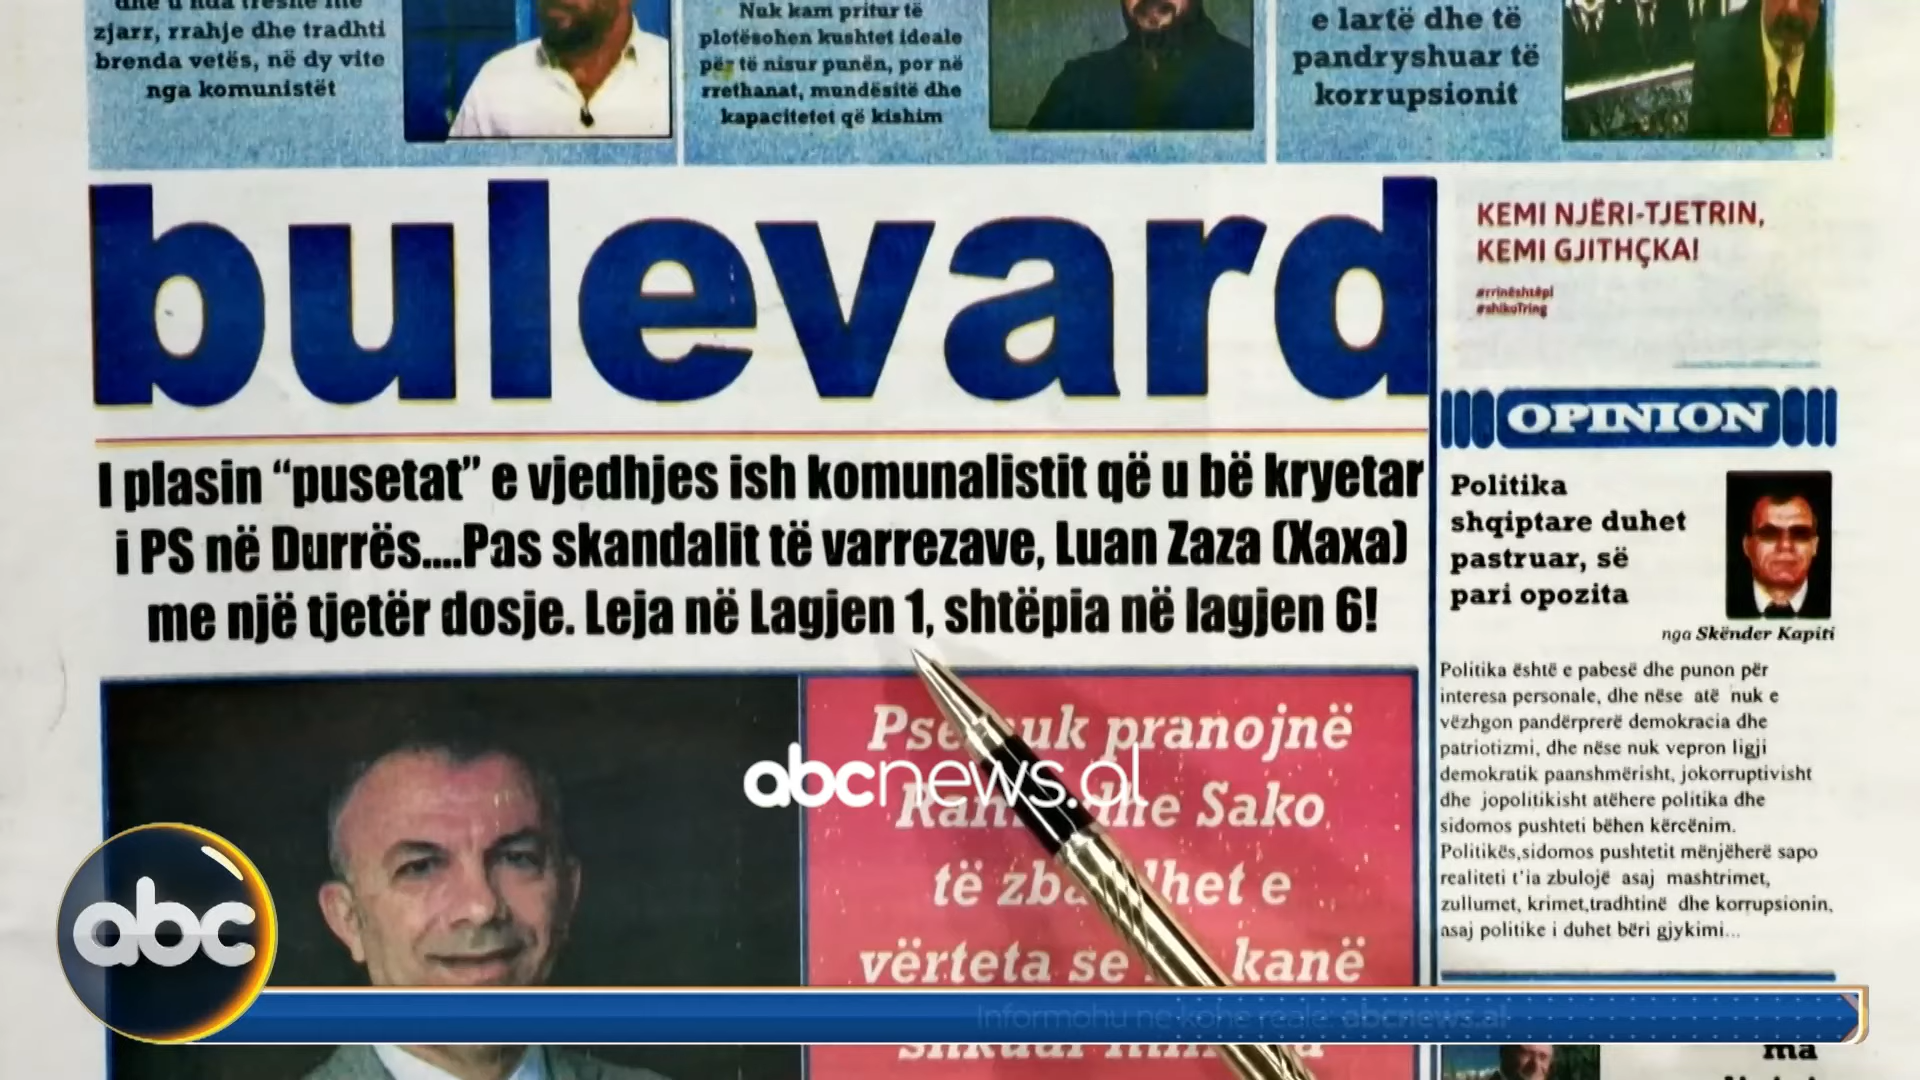 zjarr, rrahje dhe tradhti
brenda vetës, në dy vite
nga komunistët
Nuk kam pritur të
plotësohen kushtet ideale
për të nisur punën, por në
rrethanat, mundësitë dhe
kapacitetet që kishim
e lartë dhe të
pandryshuar të
korrupsionit
bulevard
KEMI NJËRI-TJETRIN,
KEMI GJITHÇKA!
#rrinështëpi
#shikoTring
I plasin “pusetat” e vjedhjes ish komunalistit që u bë kryetar
i PS në Durrës....Pas skandalit të varrezave, Luan Zaza (Xaxa)
me një tjetër dosje. Leja në Lagjen 1, shtëpia në lagjen 6!
OPINION
Politika
shqiptare duhet
pastruar, së
pari opozita
nga Skënder Kapiti
Politika është e pabesë dhe punon për
interesa personale, dhe nëse atë nuk e
vëzhgon pandërprerë demokracia dhe
patriotizmi, dhe nëse nuk vepron ligji
demokratik paanshmërisht, jokorruptivisht
dhe jopolitikisht atëhere politika dhe
sidomos pushteti bëhen kërcënim.
Politikës,sidomos pushtetit mënjëherë sapo
realiteti t'ia zbulojë asaj mashtrimet,
zullumet, krimet,tradhtinë dhe korrupsionin,
asaj politike i duhet bëri gjykimi...
pranojnë
abcnews.al
Sako
të
vërteta se kanë
abc
Informohu në kohë reale: abcnews.al
ma